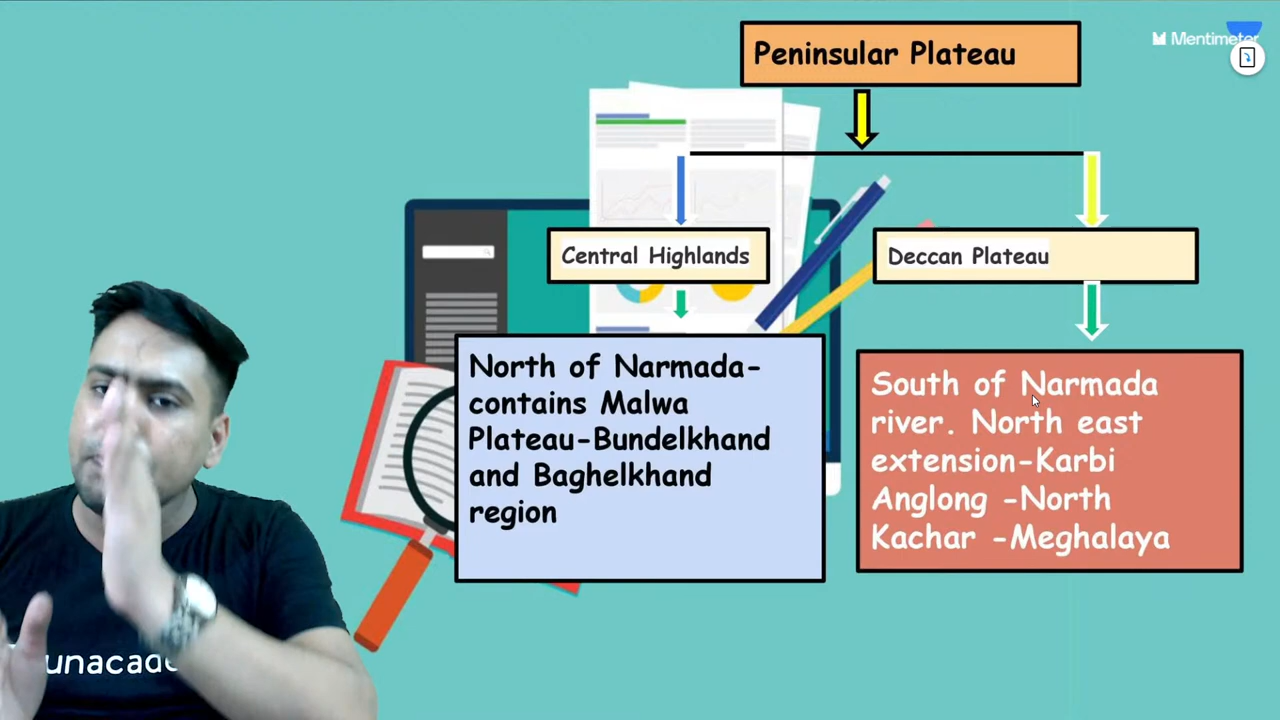 Peninsular Plateau
Mentimeter
Central Highlands
Deccan Plateau
North of Narmada-
contains Malwa
Plateau-Bundelkhand
and Baghelkhand
region
South of Narmada
river. North east
extension-Karbi
Anglong -North
Kachar -Meghalaya